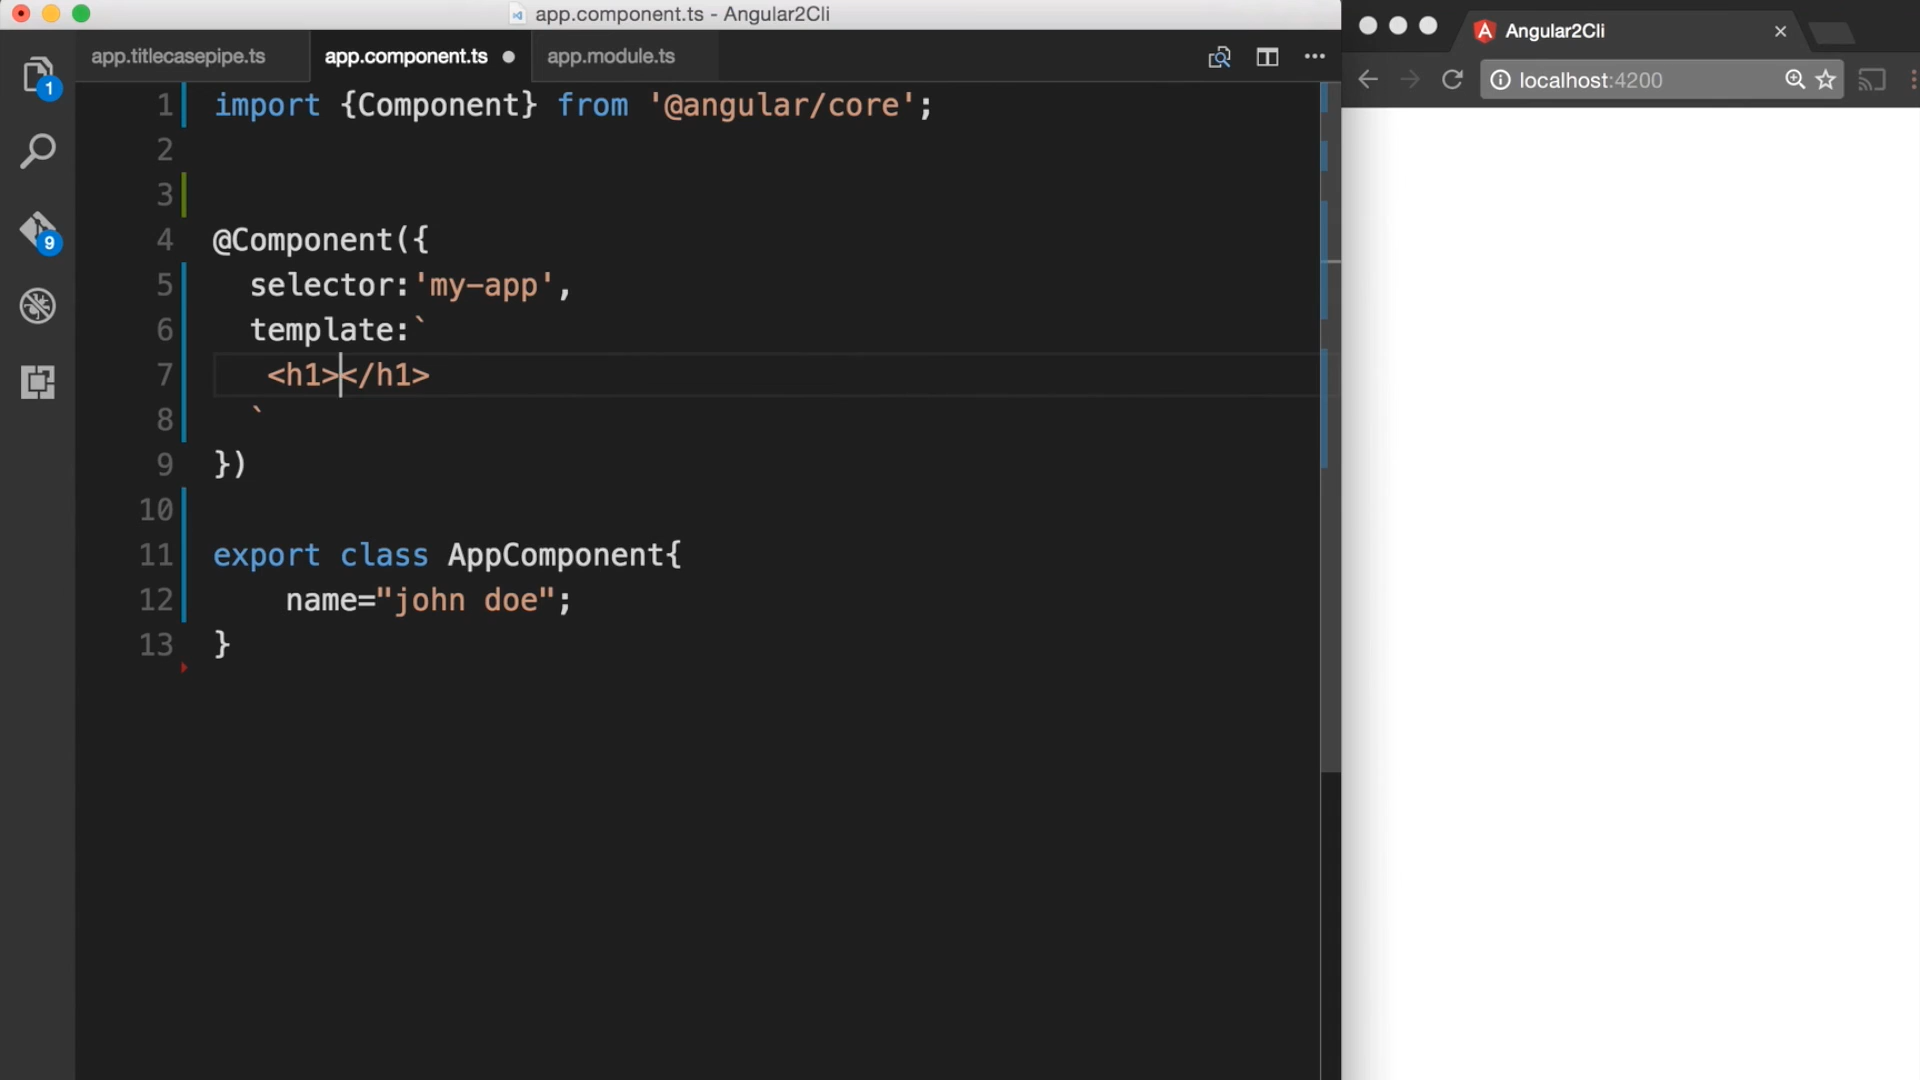 app.component.ts - Angular2Cli
app.titlecasepipe.ts
app.component.ts
app.module.ts
1
9
1 import {Component} from '@angular/core';
2
3
4 @Component({
5 selector:'my-app',
6 template:`
7 <h1></h1>
8 `
9 })
10
11 export class AppComponent{
12 name="john doe";
13 }
Angular2Cli
localhost:4200